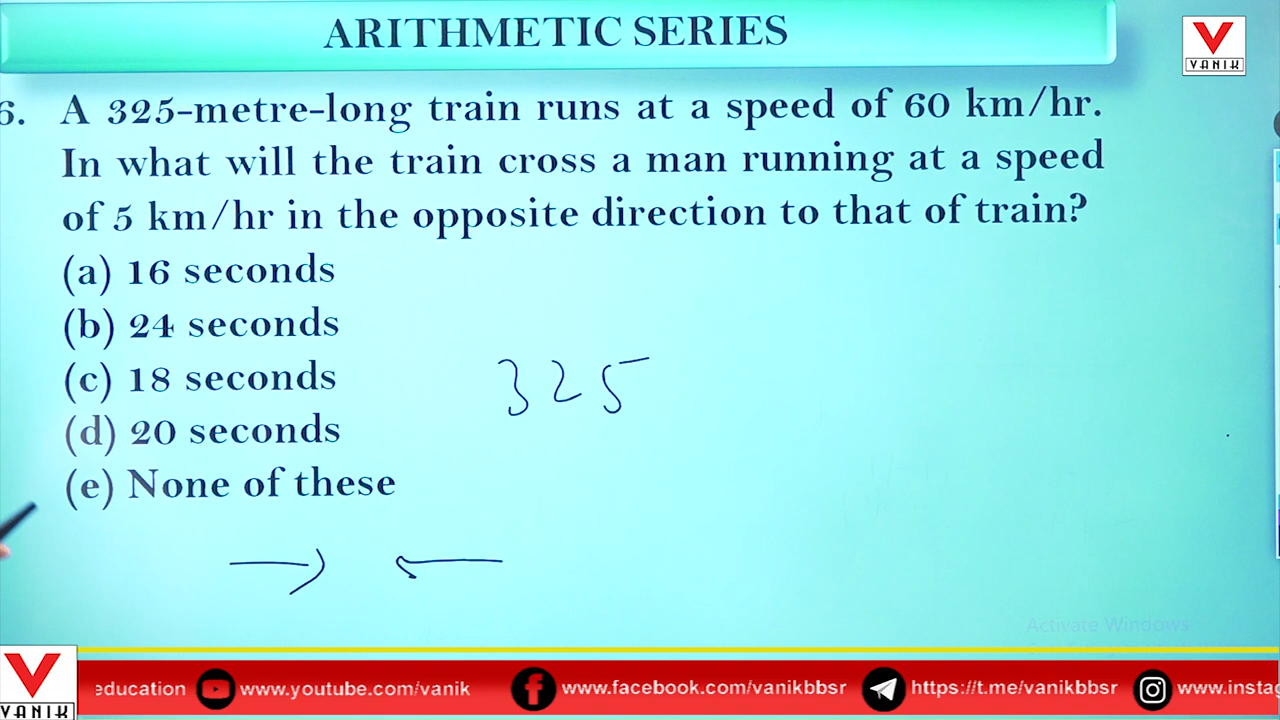 ARITHMETIC SERIES
VANIK
6. A 325-metre-long train runs at a speed of 60 km/hr.
In what will the train cross a man running at a speed
of 5 km/hr in the opposite direction to that of train?
(a) 16 seconds
(b) 24 seconds
(c) 18 seconds
325
(d) 20 seconds
(e) None of these
Activate Windows
VANIK
education www.youtube.com/vanik www.facebook.com/vanikbbsr https://t.me/vanikbbsr www.insta